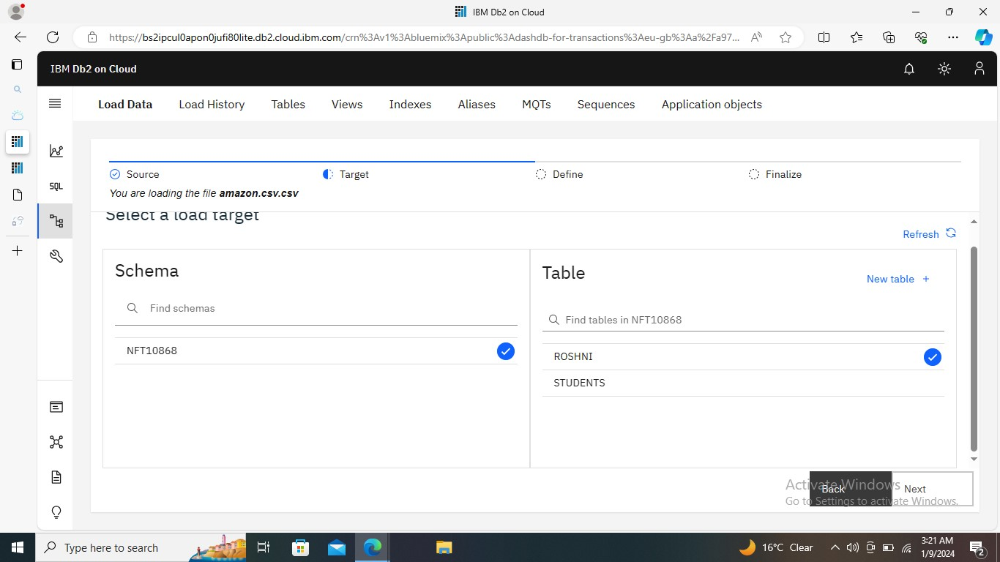 IBM Db2 on Cloud
https://bs2ipcul0apon0jufi80lite.db2.cloud.ibm.com/crn%3Av1%3Abluemix%3Apublic%3Adashdb-for-transactions%3Aeu-gb%3Aa%2Fa97...
IBM Db2 on Cloud
Load Data Load History Tables Views Indexes Aliases MQTs Sequences Application objects
SQL
Source Target Define Finalize
You are loading the file amazon.csv.csv
Select a load target
Refresh
Schema
Find schemas
NFT10868
Table
New table +
Find tables in NFT10868
ROSHNI
STUDENTS
Back Next
Activate Windows
Go to Settings to activate Windows.
Type here to search
16°C Clear
3:21 AM
1/9/2024
2